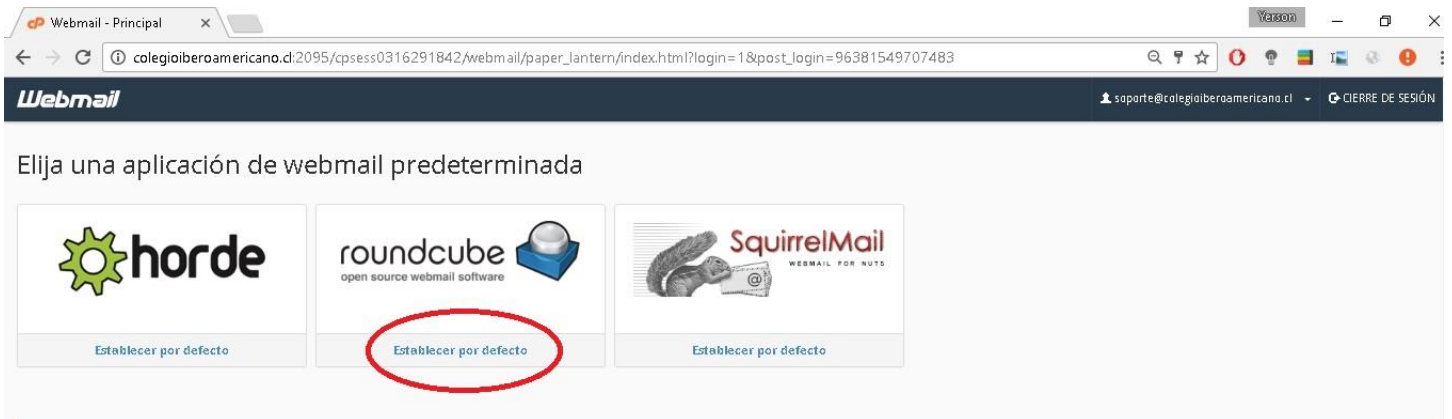 Webmail - Principal
Yerson
colegioiberoamericano.cl:2095/cpsess0316291842/webmail/paper_lantern/index.html?login=1&post_login=96381549707483
Webmail
soporte@colegioiberoamericano.cl
CIERRE DE SESIÓN
Elija una aplicación de webmail predeterminada
horde
roundcube
open source webmail software
SquirrelMail
WEBMAIL FOR NUTS
@
Establecer por defecto
Establecer por defecto
Establecer por defecto